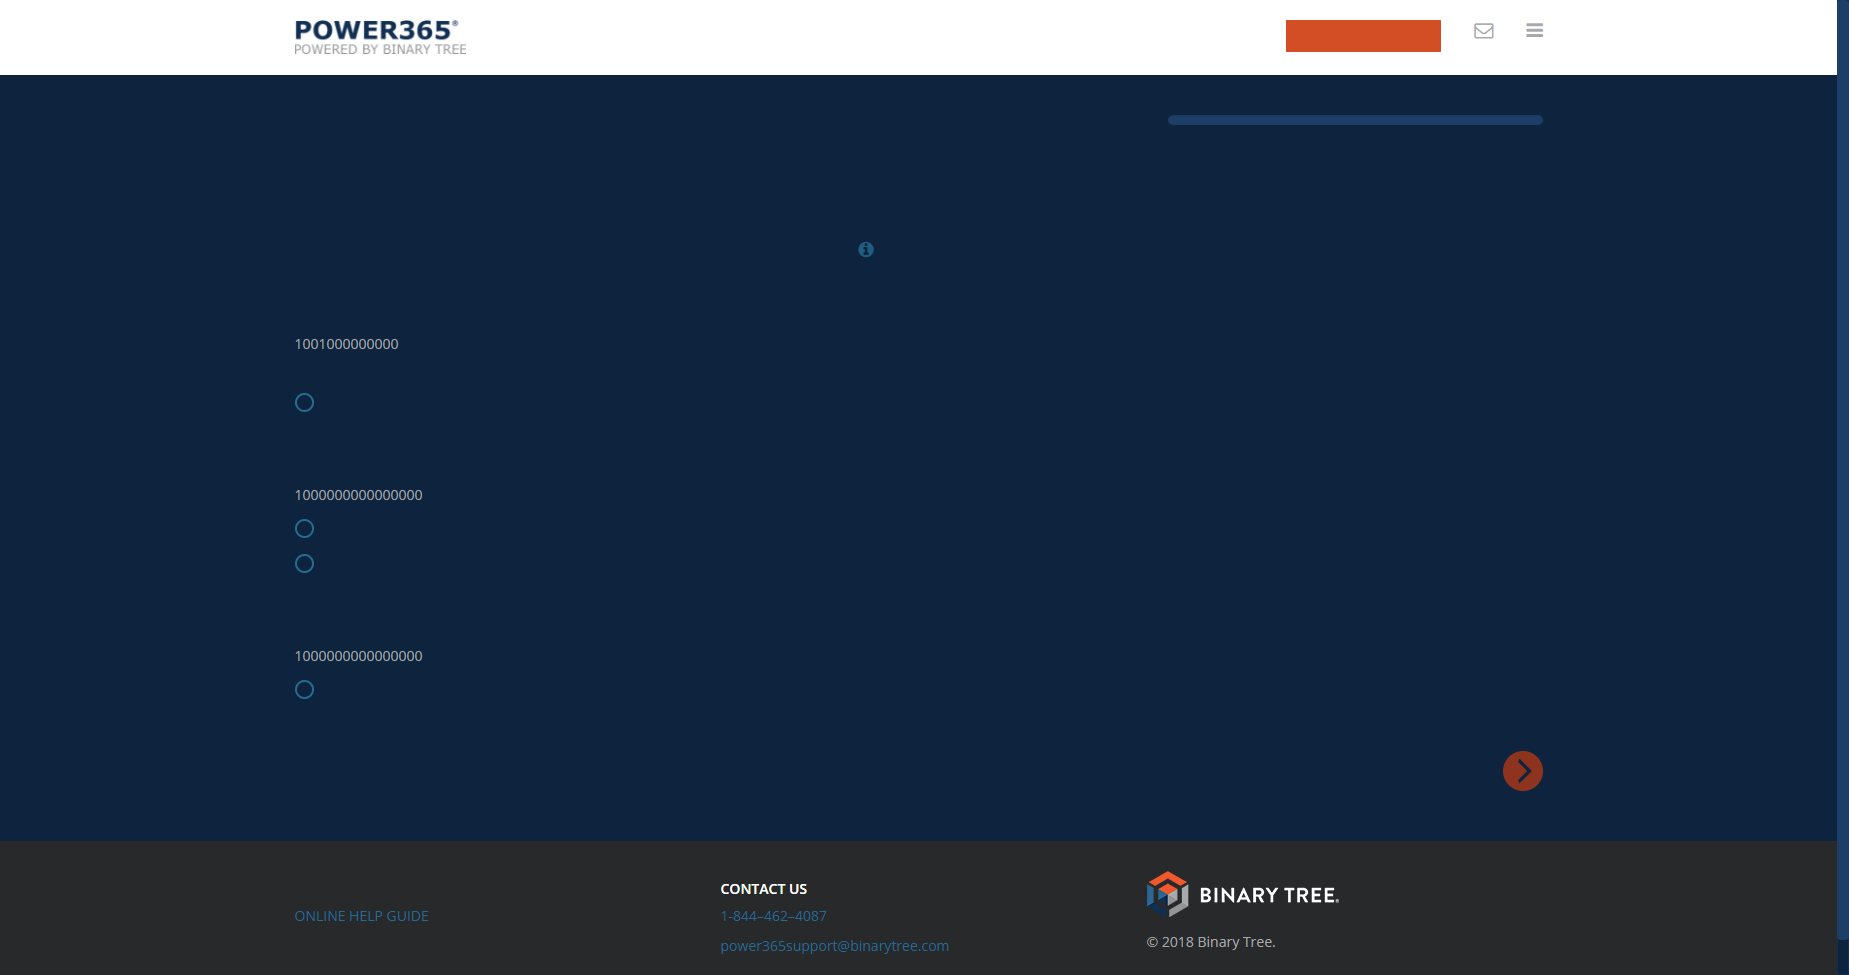 POWER365®
POWERED BY BINARY TREE
1001000000000
1000000000000000
1000000000000000
ONLINE HELP GUIDE
CONTACT US
1-844–462–4087
power365support@binarytree.com
BINARY TREE®
© 2018 Binary Tree.